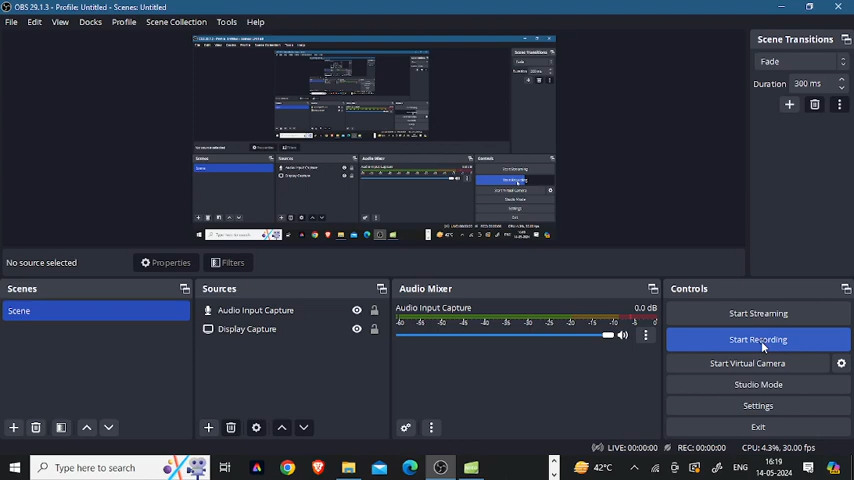 OBS 29.1.3 - Profile: Untitled - Scenes: Untitled
File Edit View Docks Profile Scene Collection Tools Help
Scene Transitions
Fade
Duration 300 ms
No source selected Properties Filters
Scenes
Scene
Sources
Audio Input Capture
Display Capture
Audio Mixer
Audio Input Capture 0.0 dB
-60 -55 -50 -45 -40 -35 -30 -25 -20 -15 -10 -5 0
Controls
Start Streaming
Start Recording
Start Virtual Camera
Studio Mode
Settings
Exit
LIVE: 00:00:00 REC: 00:00:00 CPU: 4.3%, 30.00 fps
Type here to search
42°C
ENG
16:19
14-05-2024